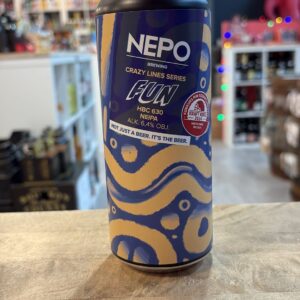 NEPO
BREWING
CRAZY LINES SERIES
FUN
HBC 630
NEIPA
ALK. 6,4% OBJ.
NOT JUST A BEER. IT'S THE BEER.